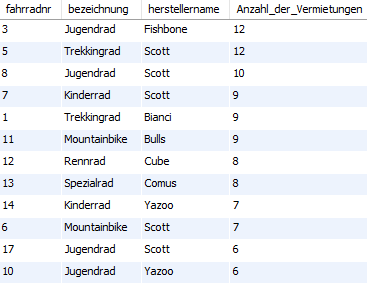 fahrradnr bezeichnung herstellername Anzahl_der_Vermietungen
3 Jugendrad Fishbone 12
5 Trekkingrad Scott 12
8 Jugendrad Scott 10
7 Kinderrad Scott 9
1 Trekkingrad Bianci 9
11 Mountainbike Bulls 9
12 Rennrad Cube 8
13 Spezialrad Comus 8
14 Kinderrad Yazoo 7
6 Mountainbike Scott 7
17 Jugendrad Scott 6
10 Jugendrad Yazoo 6